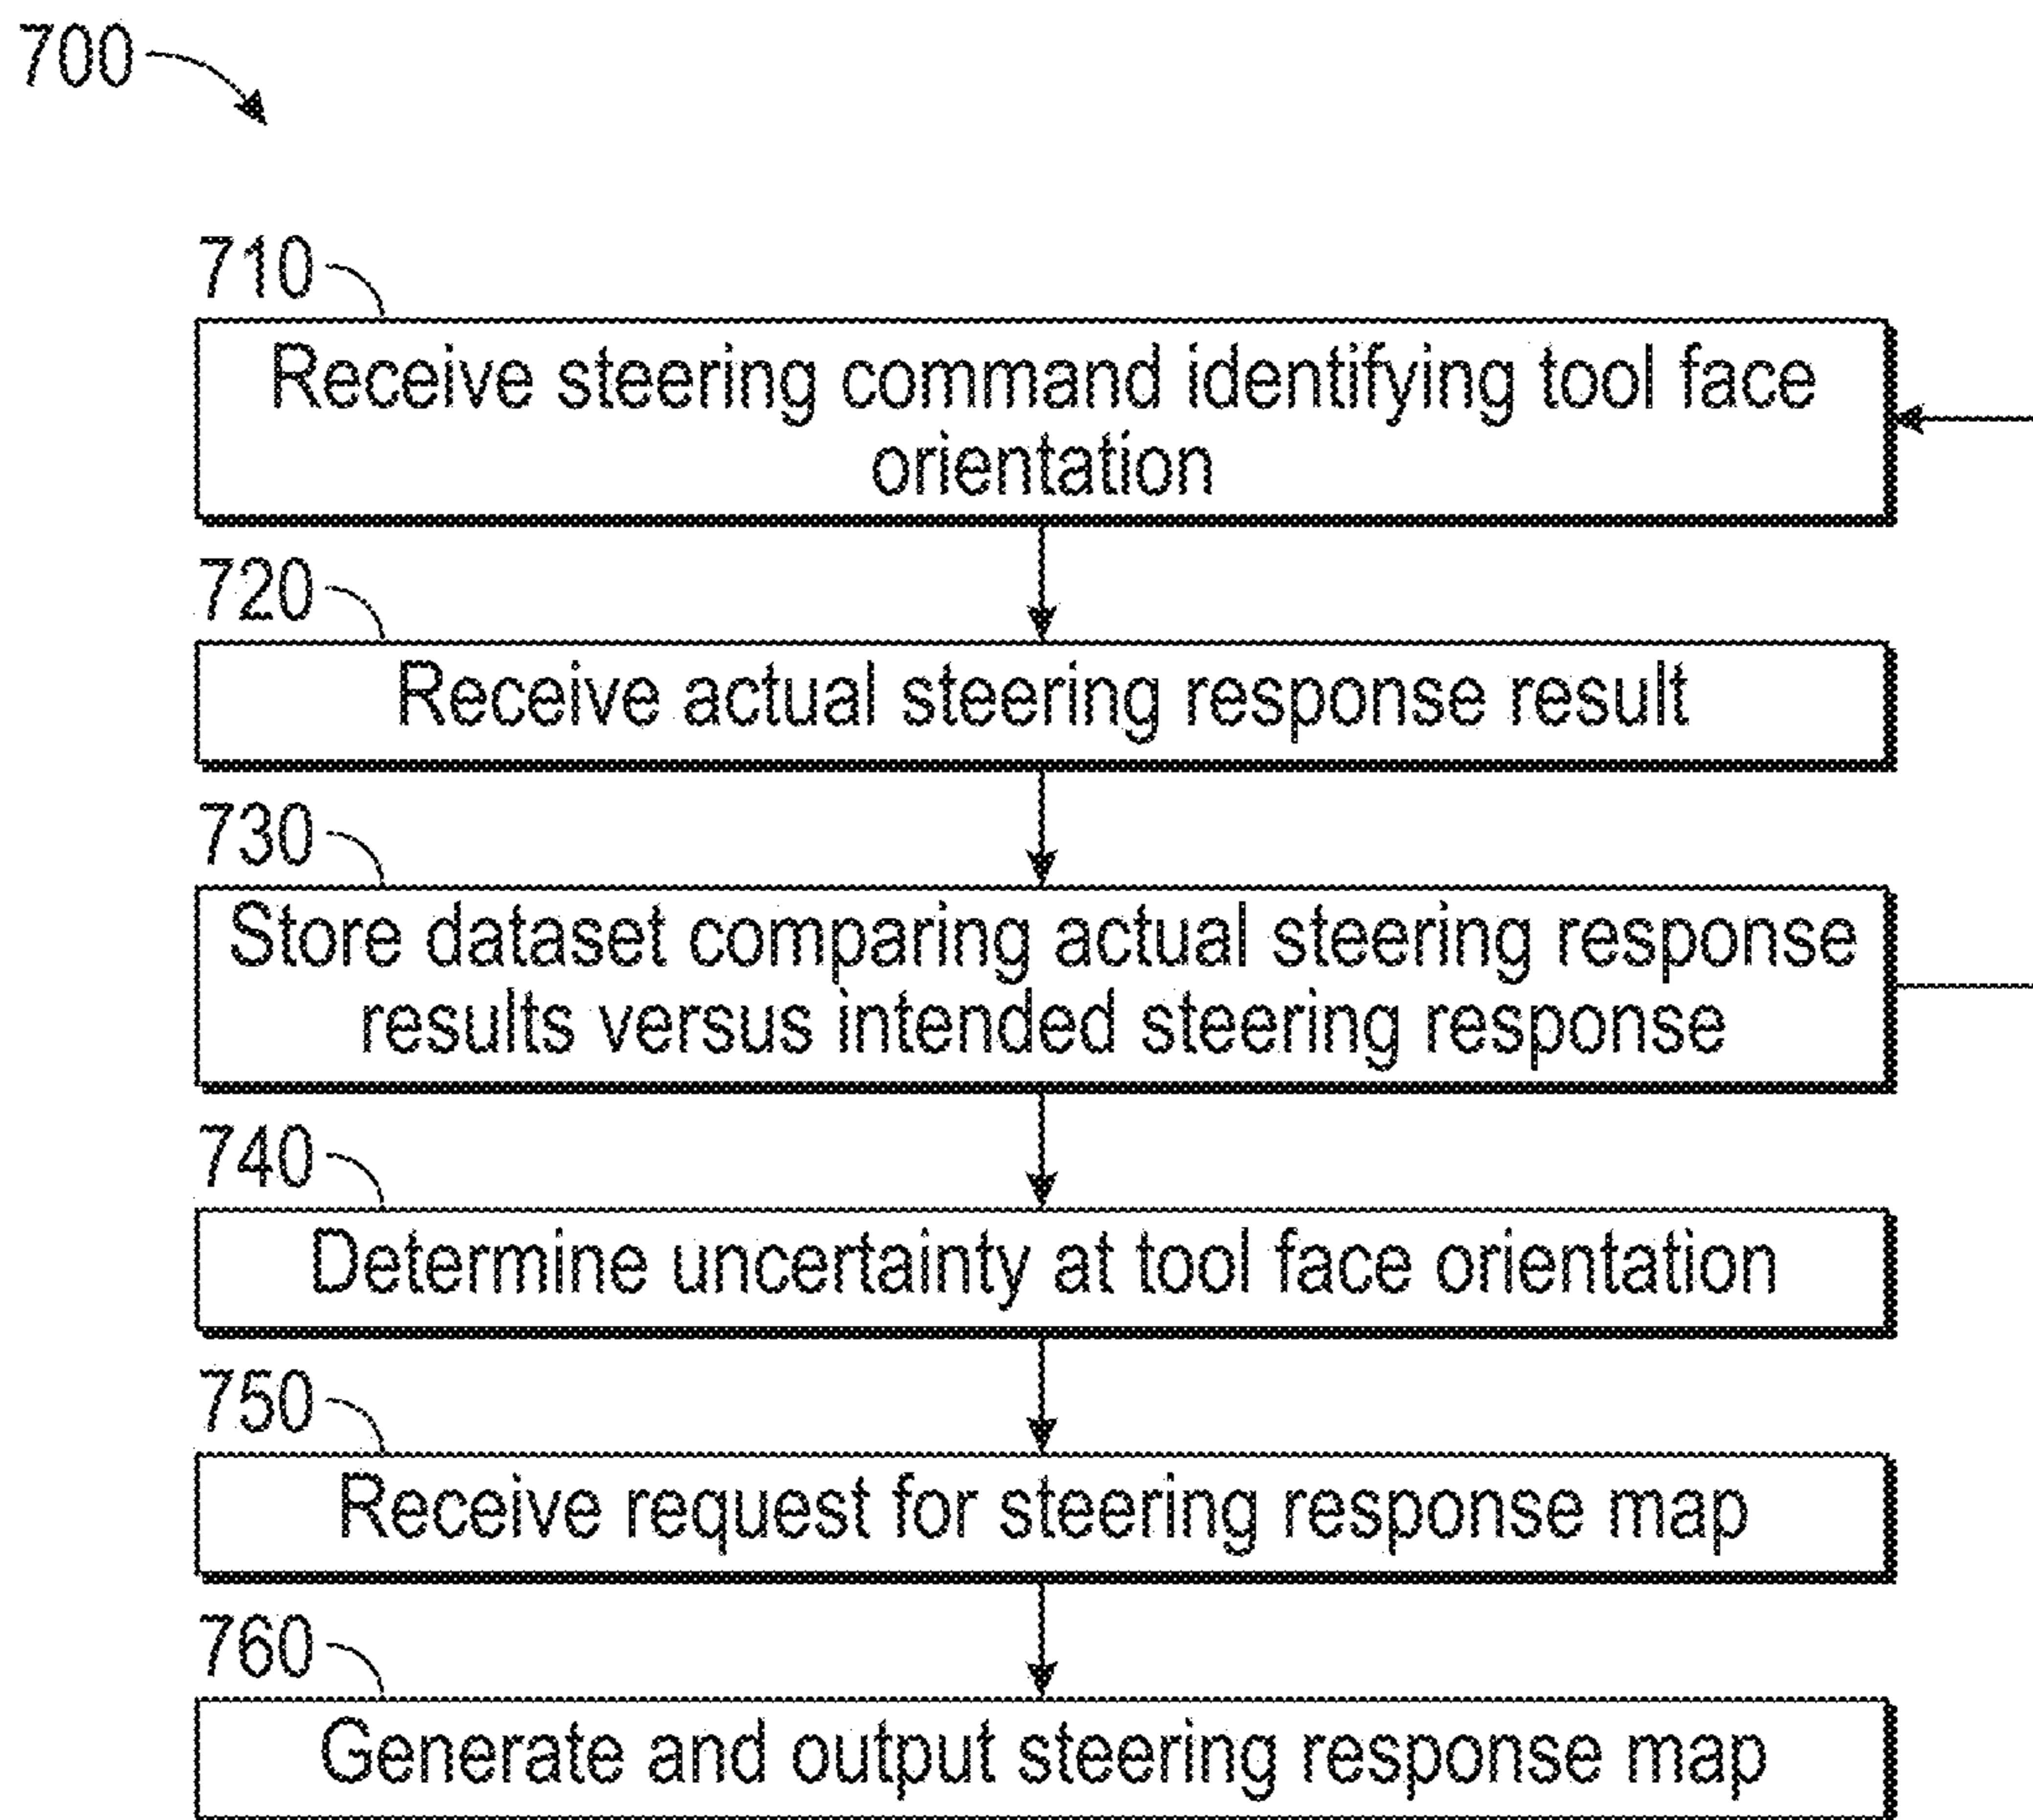 700
710
Receive steering command identifying tool face
orientation
720
Receive actual steering response result
730
Store dataset comparing actual steering response
results versus intended steering response
740
Determine uncertainty at tool face orientation
750
Receive request for steering response map
760
Generate and output steering response map